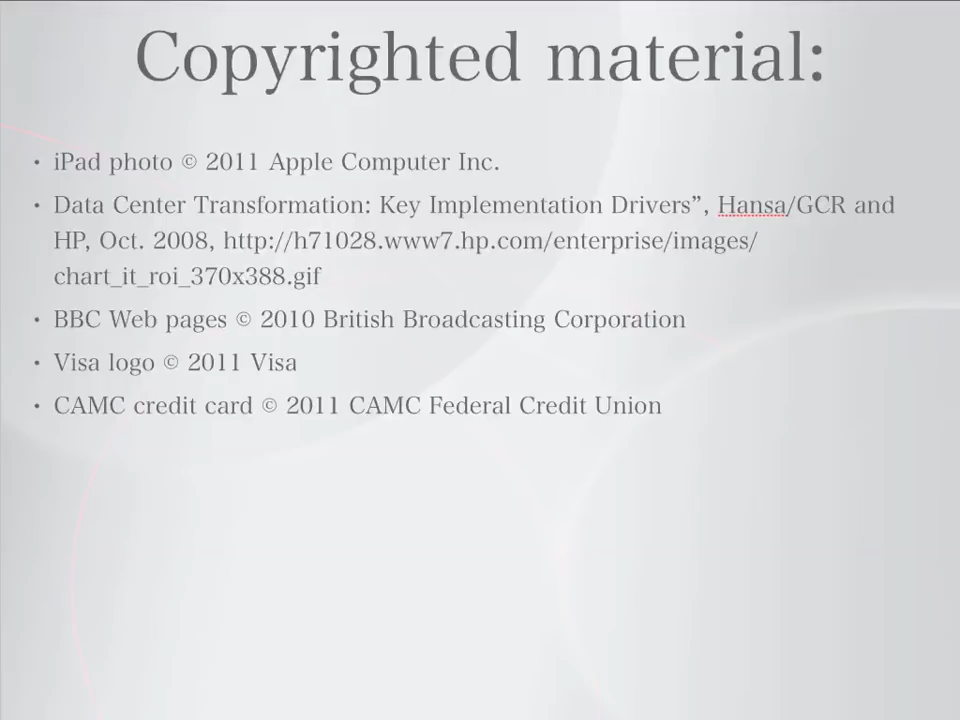 Copyrighted material:
• iPad photo © 2011 Apple Computer Inc.
• Data Center Transformation: Key Implementation Drivers”, Hansa/GCR and
HP, Oct. 2008, http://h71028.www7.hp.com/enterprise/images/
chart_it_roi_370x388.gif
• BBC Web pages © 2010 British Broadcasting Corporation
• Visa logo © 2011 Visa
• CAMC credit card © 2011 CAMC Federal Credit Union